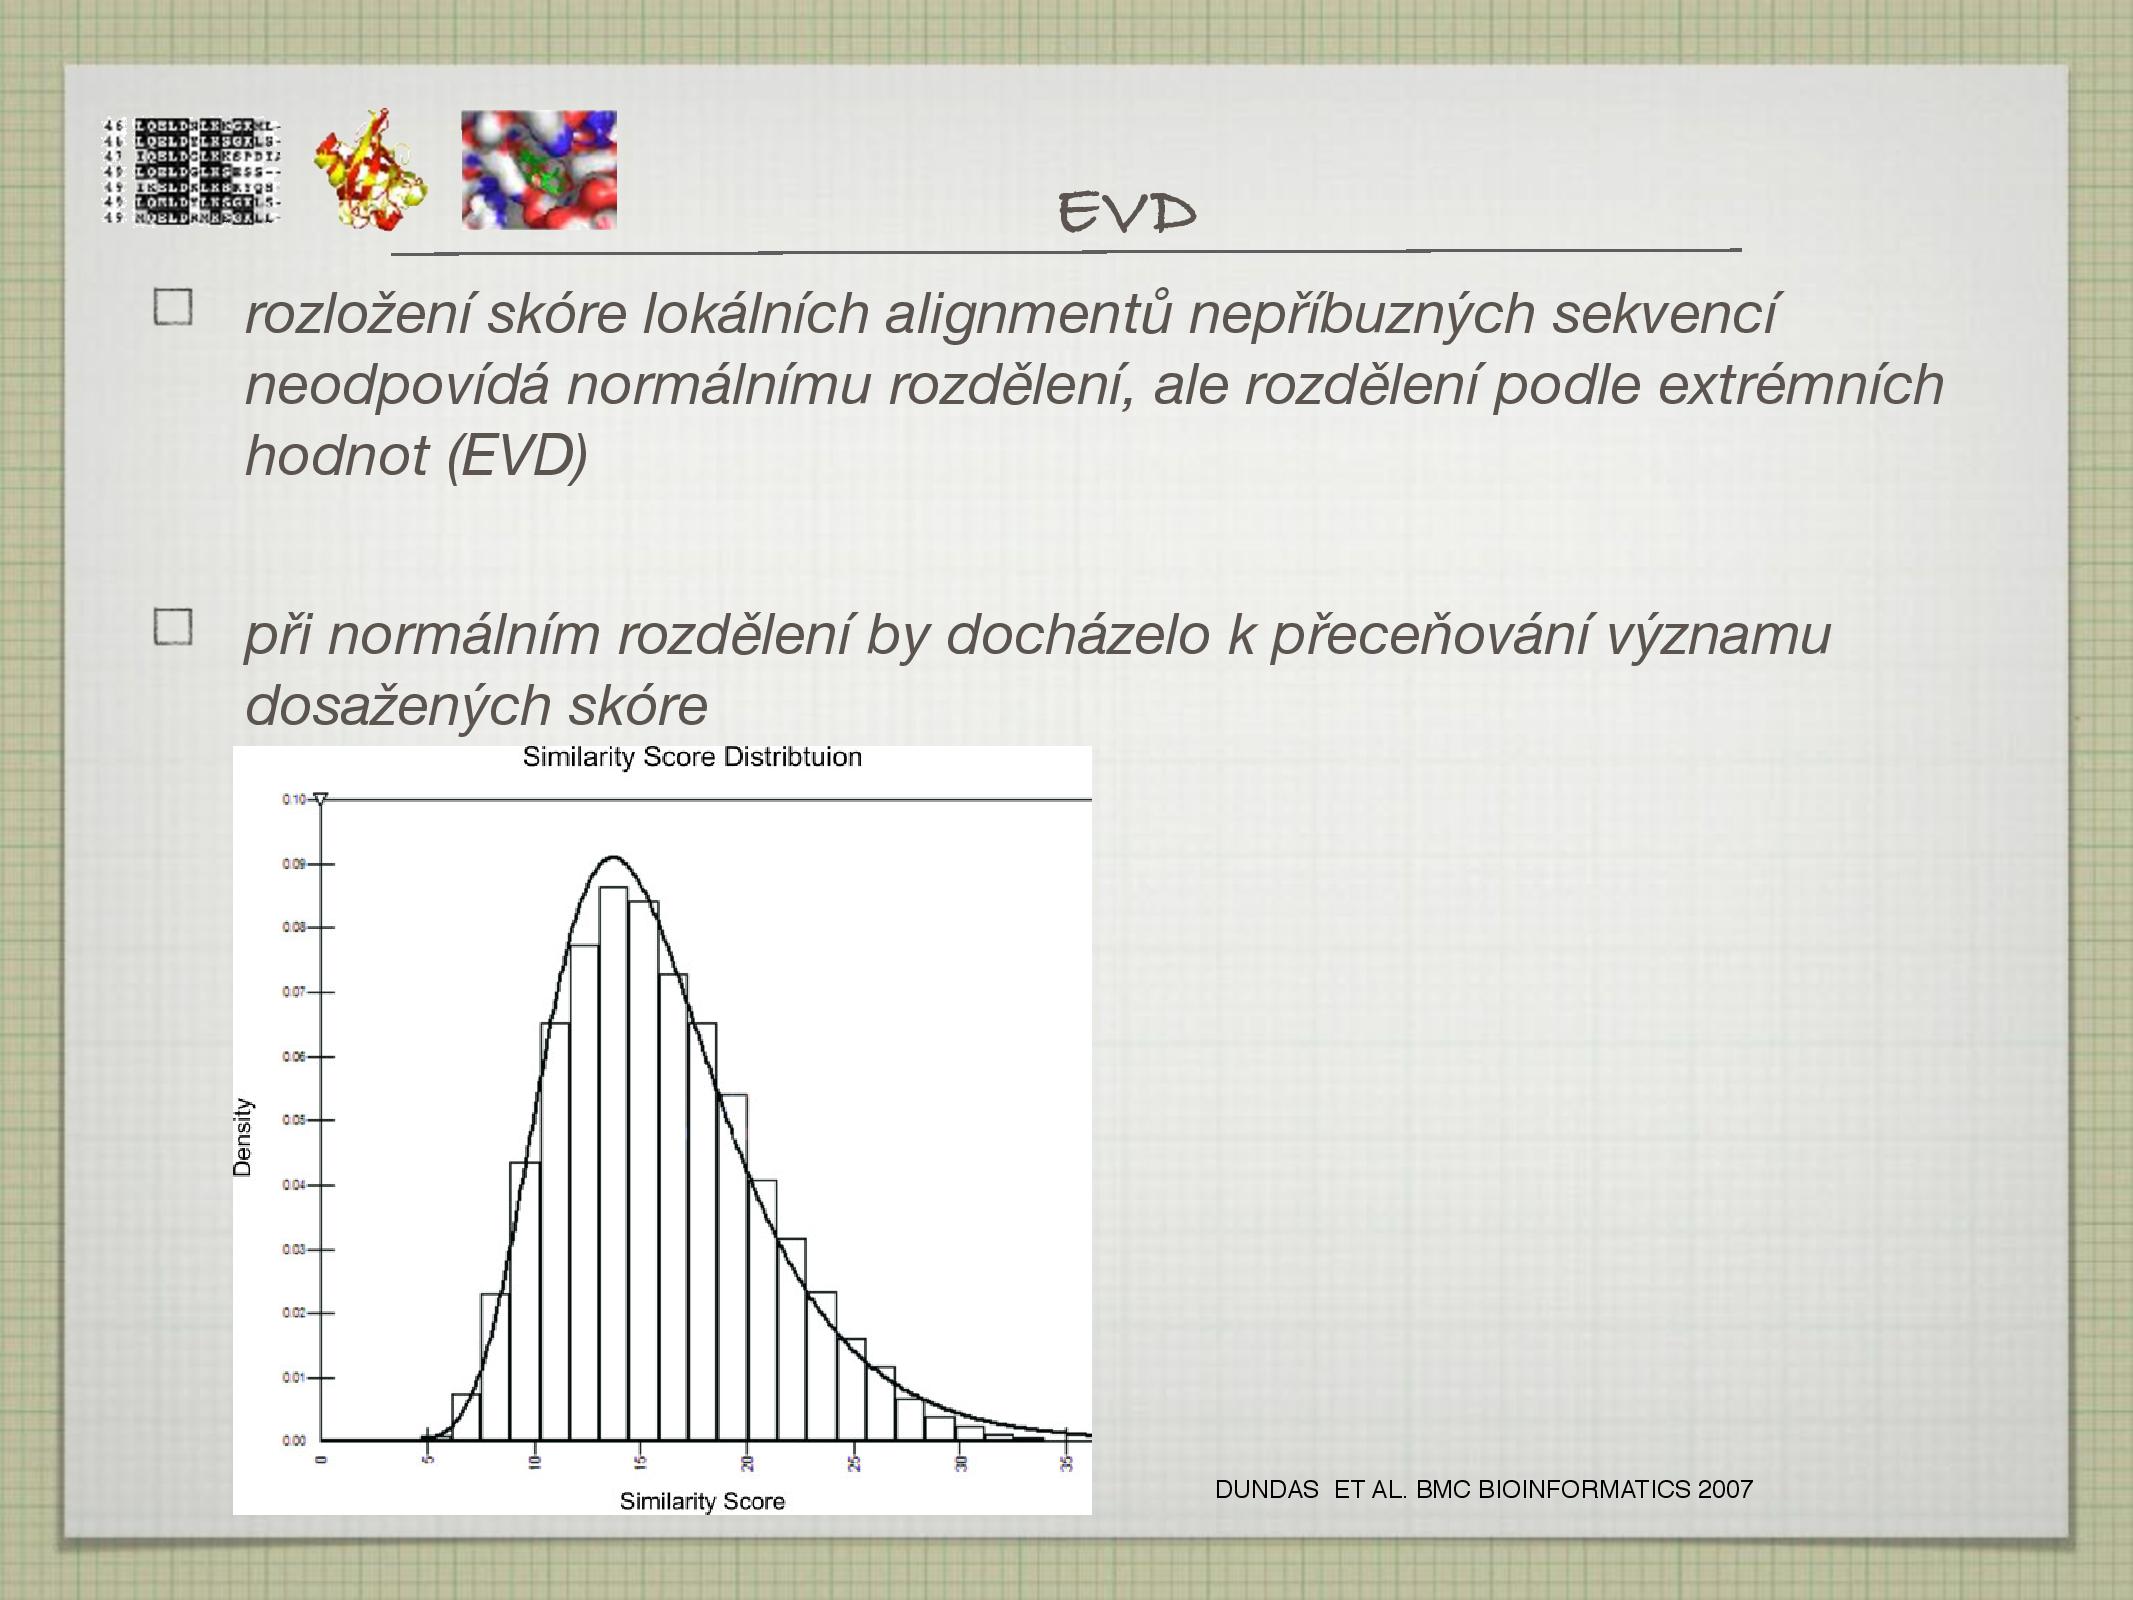 EVD
rozložení skóre lokálních alignmentů nepříbuzných sekvencí
neodpovídá normálnímu rozdělení, ale rozdělení podle extrémních
hodnot (EVD)
při normálním rozdělení by docházelo k přeceňování významu
dosažených skóre
Similarity Score Distribtuion
0.10
0.09
0.08
0.07
0.06
0.05
0.04
0.03
0.02
0.01
0.00
Density
0 5 10 15 20 25 30 35
Similarity Score
DUNDAS ET AL. BMC BIOINFORMATICS 2007